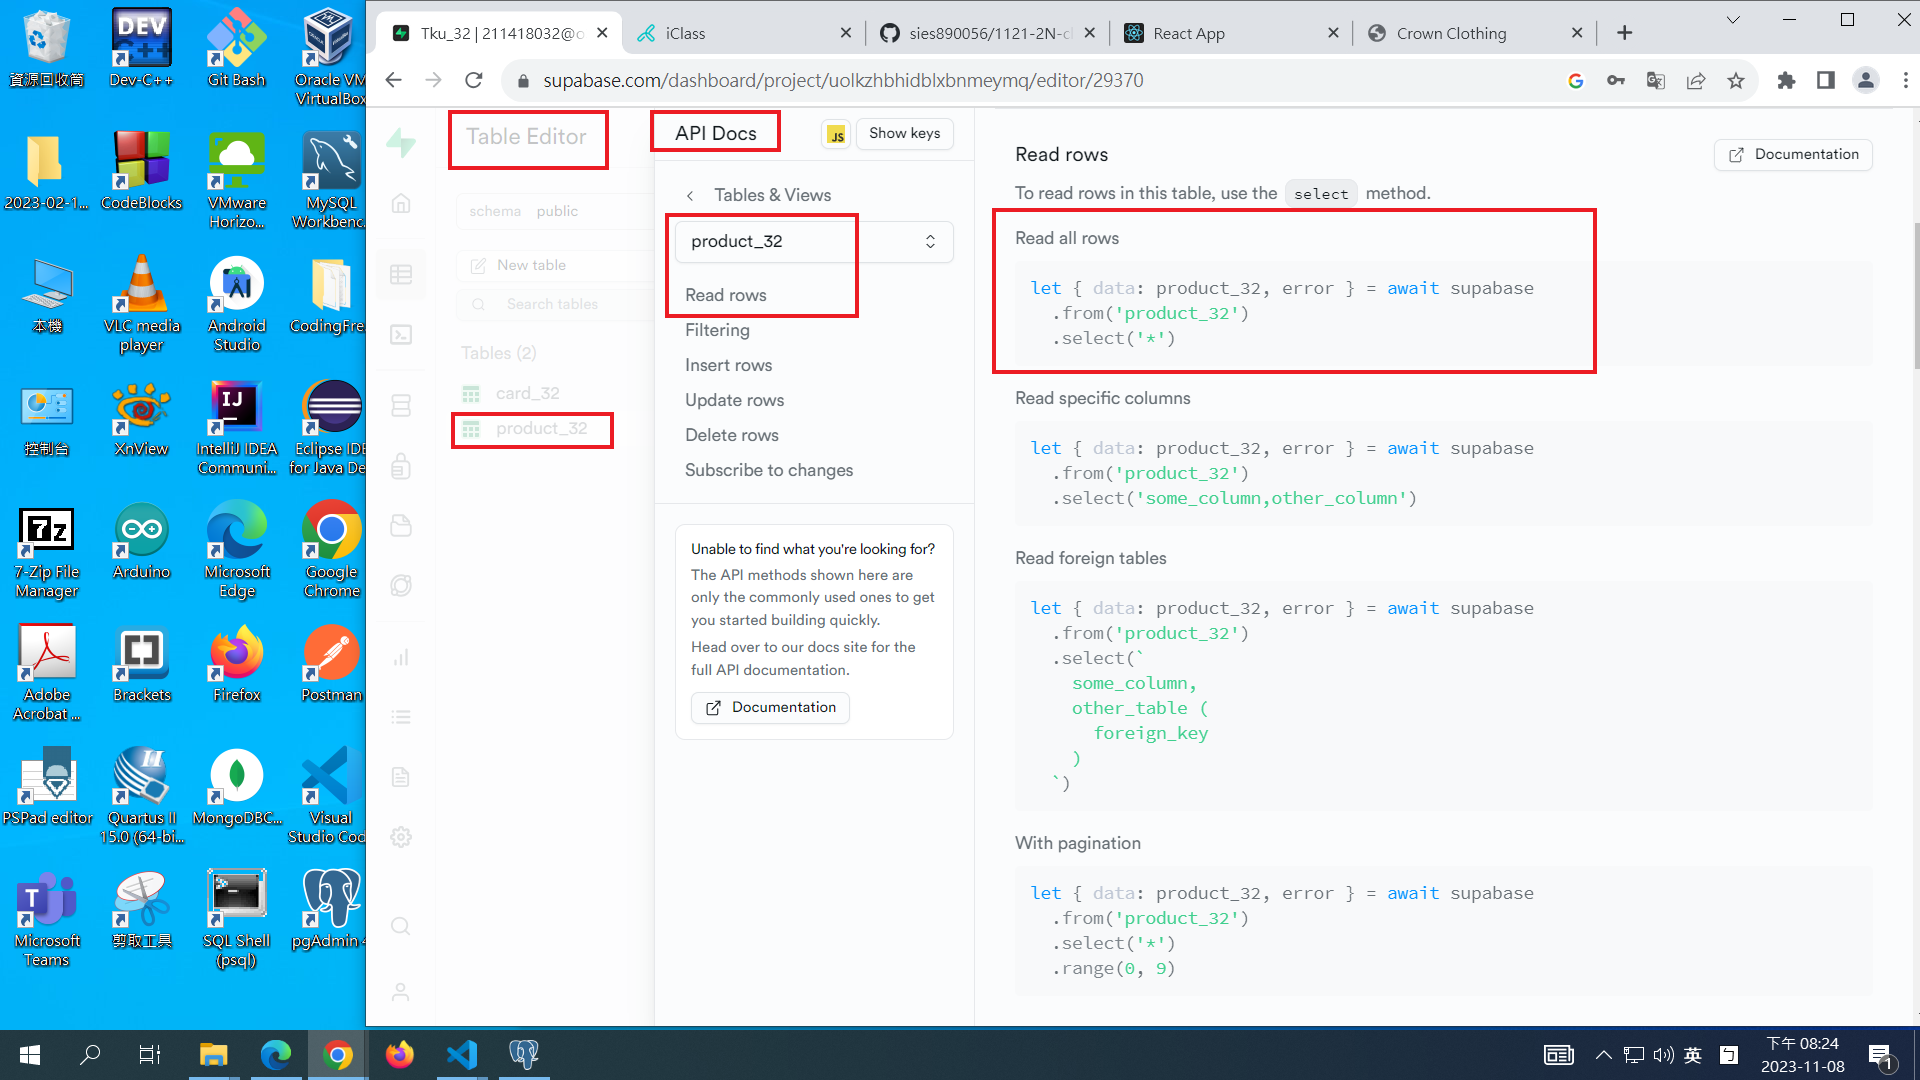 資源回收筒
Dev-C++
Git Bash
Oracle VM
VirtualBox
2023-02-1...
CodeBlocks
VMware
Horizo...
MySQL
Workbenc
本機
VLC media
player
Android
Studio
CodingFre
控制台
XnView
IntelliJ IDEA
Communi...
Eclipse IDE
for Java De
7-Zip File
Manager
Arduino
Microsoft
Edge
Google
Chrome
Adobe
Acrobat ...
Brackets
Firefox
Postman
PSPad editor
Quartus II
15.0 (64-bi...
MongoDBC...
Visual
Studio Cod
Microsoft
Teams
剪取工具
SQL Shell
(psql)
pgAdmin 4
Tku_32 | 211418032@o
iClass
sies890056/1121-2N-cl
React App
Crown Clothing
supabase.com/dashboard/project/uolkzhbhidblxbnmeymq/editor/29370
Table Editor
schema public
New table
Search tables
Tables (2)
card_32
product_32
API Docs
JS
Show keys
Tables & Views
product_32
Read rows
Filtering
Insert rows
Update rows
Delete rows
Subscribe to changes
Unable to find what you're looking for?
The API methods shown here are
only the commonly used ones to get
you started building quickly.
Head over to our docs site for the
full API documentation.
Documentation
Read rows
Documentation
To read rows in this table, use the select method.
Read all rows
let { data: product_32, error } = await supabase
.from('product_32')
.select('*')
Read specific columns
let { data: product_32, error } = await supabase
.from('product_32')
.select('some_column,other_column')
Read foreign tables
let { data: product_32, error } = await supabase
.from('product_32')
.select(`
some_column,
other_table (
foreign_key
)
`)
With pagination
let { data: product_32, error } = await supabase
.from('product_32')
.select('*')
.range(0, 9)
英
ㄅ
下午 08:24
2023-11-08
1